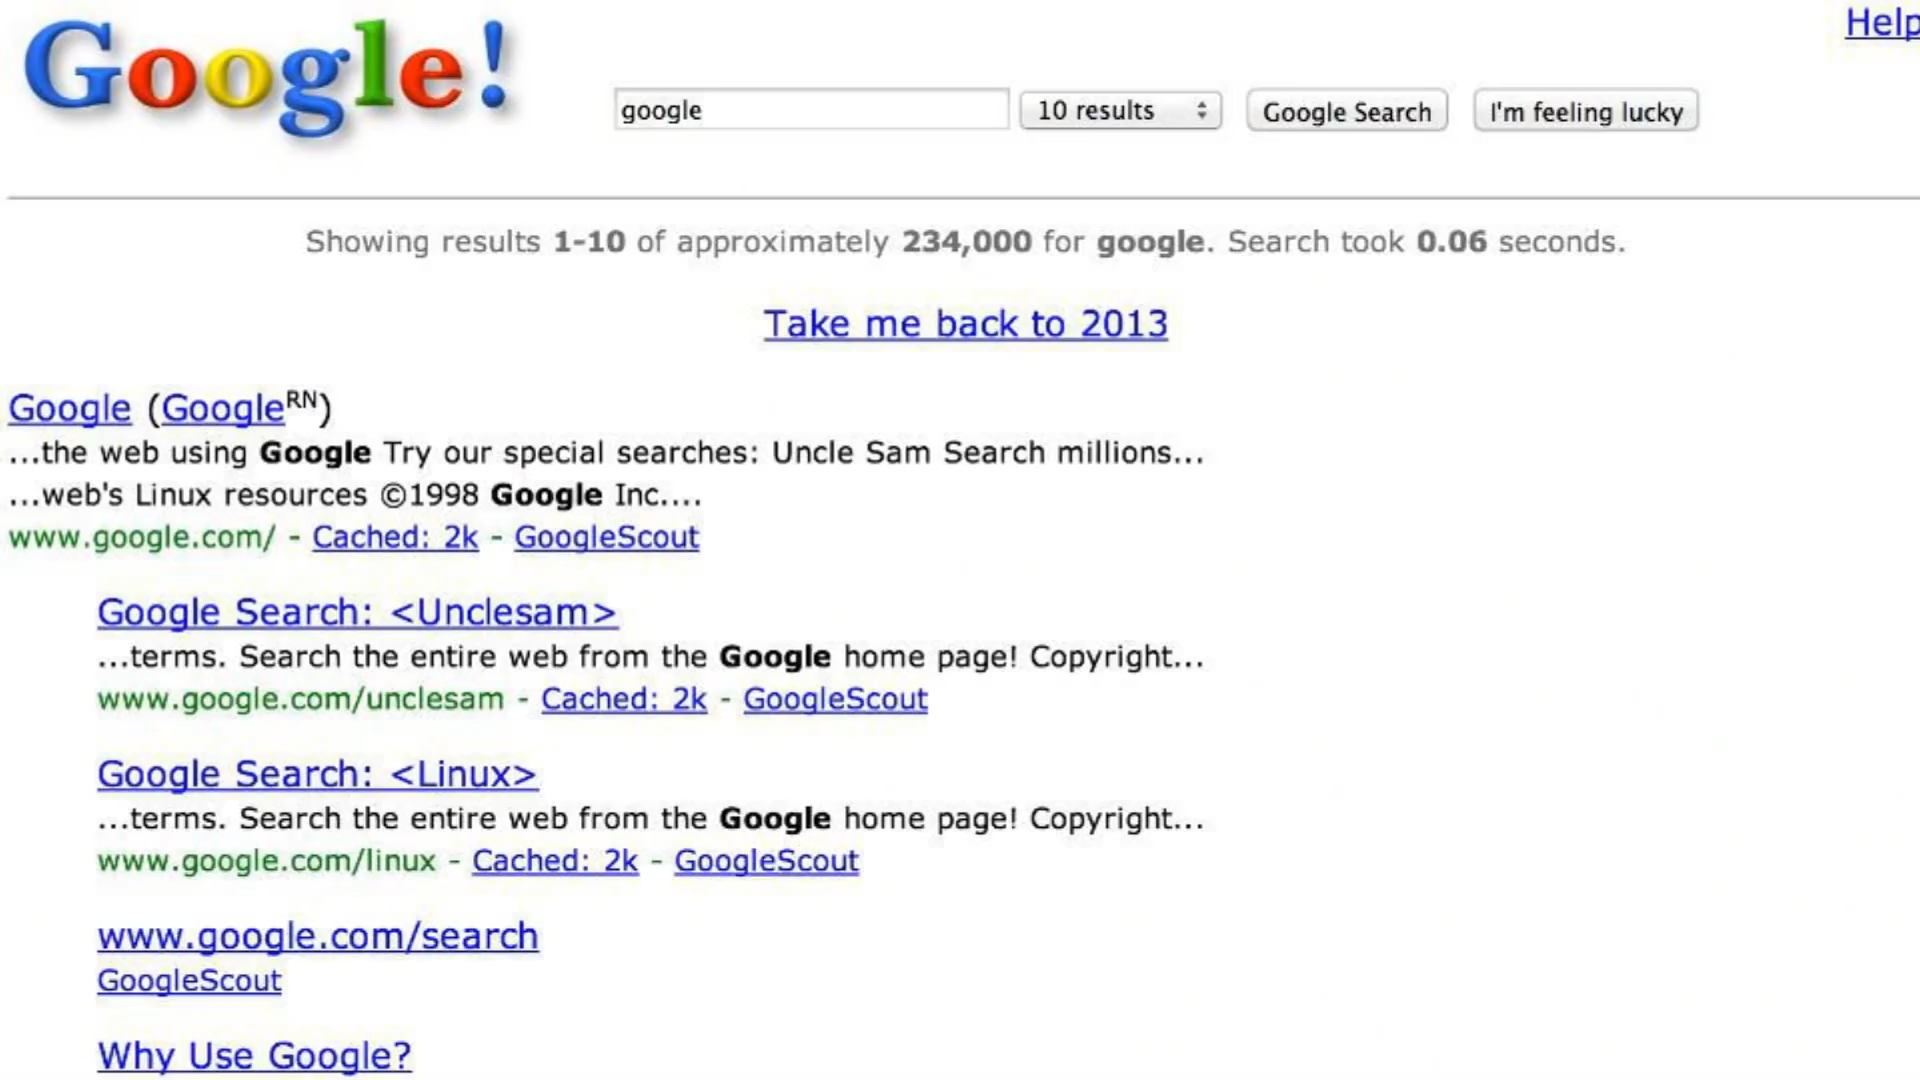 Google!
Help
google
10 results
Google Search
I'm feeling lucky
Showing results 1-10 of approximately 234,000 for google. Search took 0.06 seconds.
Take me back to 2013
Google (GoogleRN)
...the web using Google Try our special searches: Uncle Sam Search millions...
...web's Linux resources ©1998 Google Inc....
www.google.com/ - Cached: 2k - GoogleScout
Google Search: <Unclesam>
...terms. Search the entire web from the Google home page! Copyright...
www.google.com/unclesam - Cached: 2k - GoogleScout
Google Search: <Linux>
...terms. Search the entire web from the Google home page! Copyright...
www.google.com/linux - Cached: 2k - GoogleScout
www.google.com/search
GoogleScout
Why Use Google?